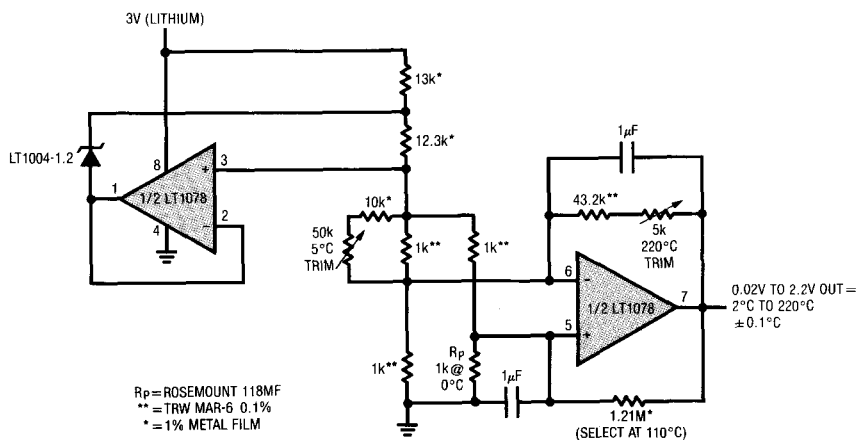 3V (LITHIUM)
13k*
12.3k*
LT1004-1.2
8
3
+
1
1/2 LT1078
2
−
4
1µF
43.2k**
5k
220°C
TRIM
10k*
50k
5°C
TRIM
1k**
1k**
6
−
1/2 LT1078
7
5
+
0.02V TO 2.2V OUT =
2°C TO 220°C
±0.1°C
1k**
Rp
1k @
0°C
1µF
1.21M*
(SELECT AT 110°C)
Rp = ROSEMOUNT 118MF
** = TRW MAR-6 0.1%
* = 1% METAL FILM